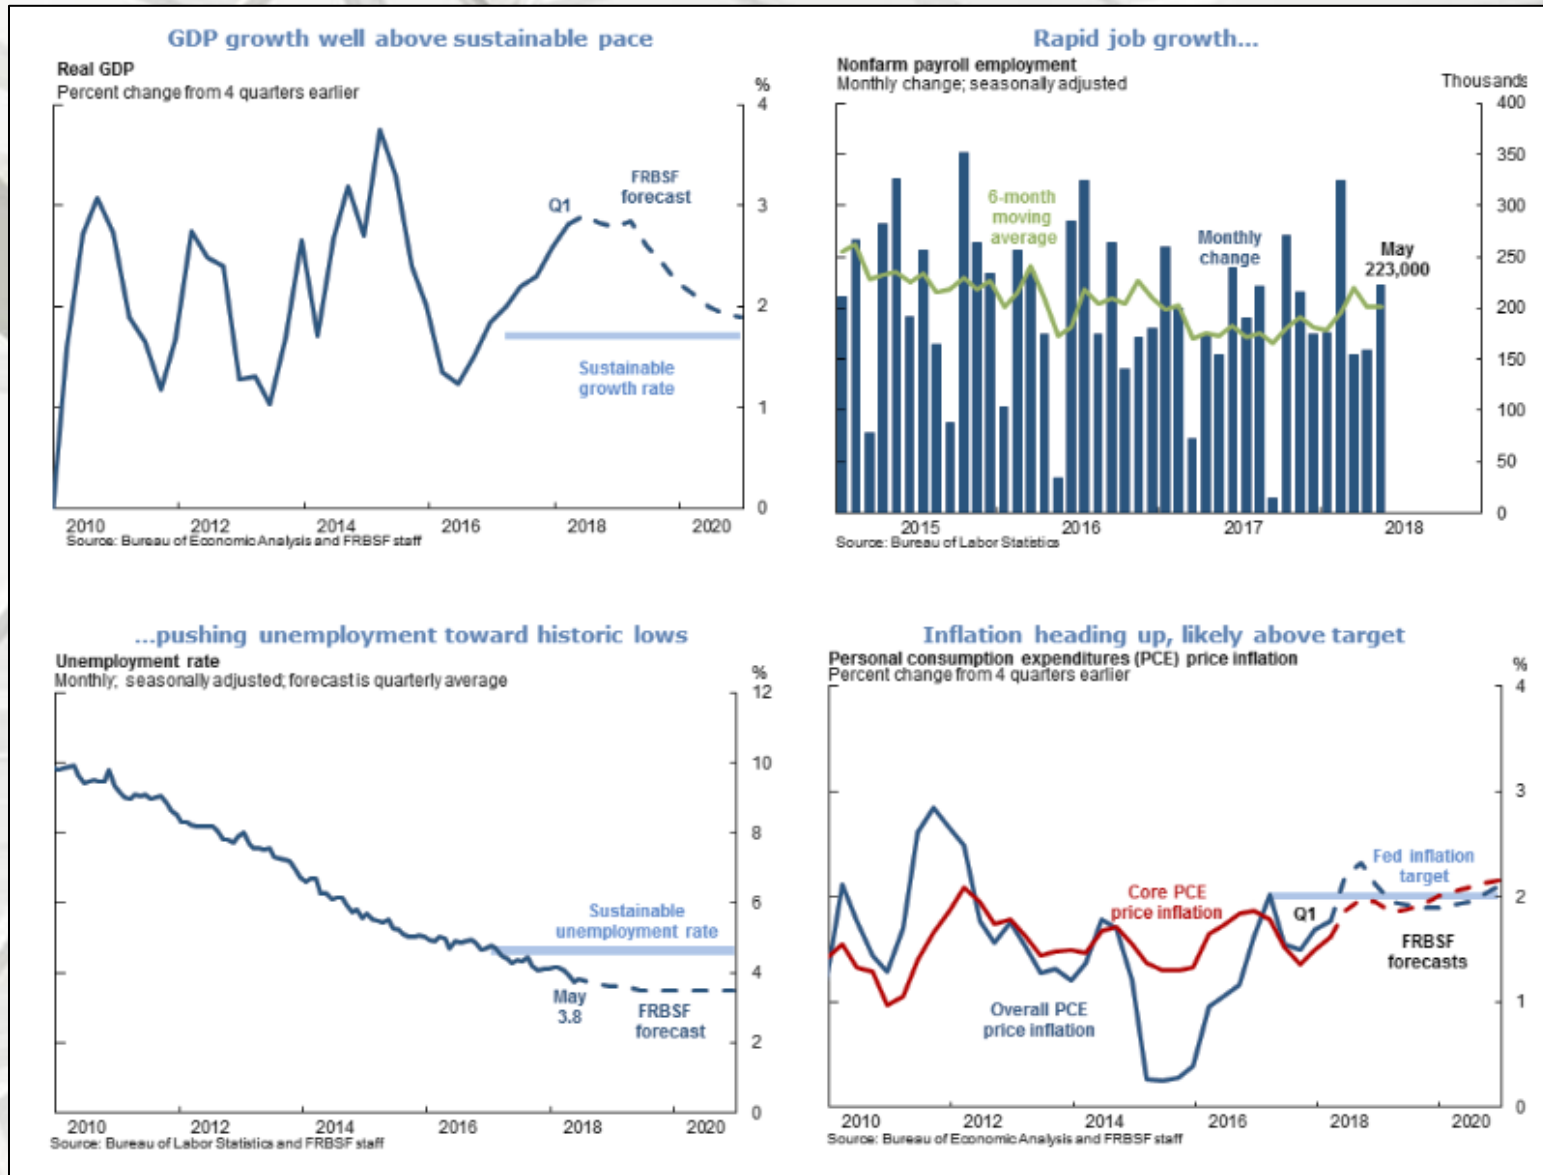 GDP growth well above sustainable pace
Real GDP
Percent change from 4 quarters earlier
%
4
3
2
1
0
Q1
FRBSF
forecast
Sustainable
growth rate
2010 2012 2014 2016 2018 2020
Source: Bureau of Economic Analysis and FRBSF staff
Rapid job growth...
Nonfarm payroll employment
Monthly change; seasonally adjusted
Thousands
400
350
300
250
200
150
100
50
0
6-month
moving
average
Monthly
change
May
223,000
2015 2016 2017 2018
Source: Bureau of Labor Statistics
...pushing unemployment toward historic lows
Unemployment rate
Monthly; seasonally adjusted; forecast is quarterly average
%
12
10
8
6
4
2
0
Sustainable
unemployment rate
May
3.8
FRBSF
forecast
2010 2012 2014 2016 2018 2020
Source: Bureau of Labor Statistics and FRBSF staff
Inflation heading up, likely above target
Personal consumption expenditures (PCE) price inflation
Percent change from 4 quarters earlier
%
4
3
2
1
0
Core PCE
price inflation
Fed inflation
target
Q1
FRBSF
forecasts
Overall PCE
price inflation
2010 2012 2014 2016 2018 2020
Source: Bureau of Economic Analysis and FRBSF staff